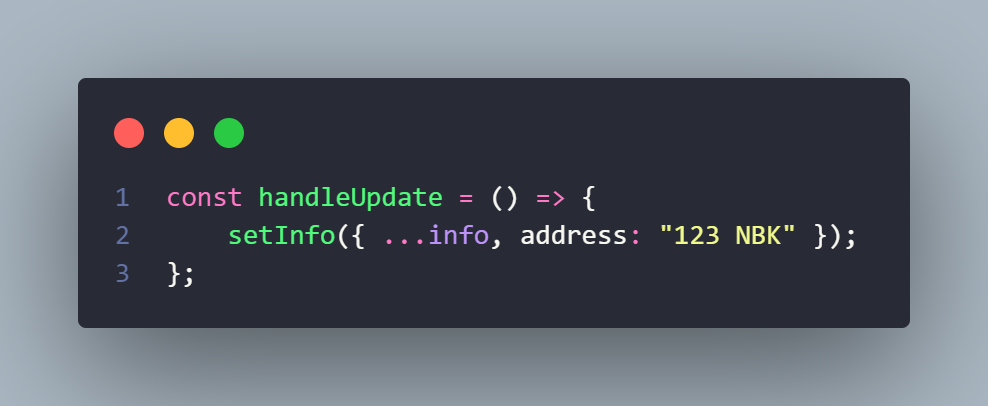 1 const handleUpdate = () => {
2     setInfo({ ...info, address: "123 NBK" });
3 };